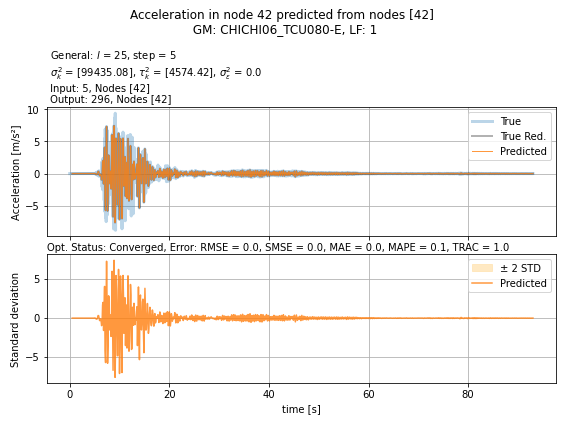 Acceleration in node 42 predicted from nodes [42]
GM: CHICHI06_TCU080-E, LF: 1
General: l = 25, step = 5
σ²ₖ = [99435.08], τ²ₖ = [4574.42], σ²ε = 0.0
Input: 5, Nodes [42]
Output: 296, Nodes [42]
Acceleration [m/s²]
10
5
0
−5
True
True Red.
Predicted
Opt. Status: Converged, Error: RMSE = 0.0, SMSE = 0.0, MAE = 0.0, MAPE = 0.1, TRAC = 1.0
Standard deviation
5
0
−5
± 2 STD
Predicted
0 20 40 60 80
time [s]